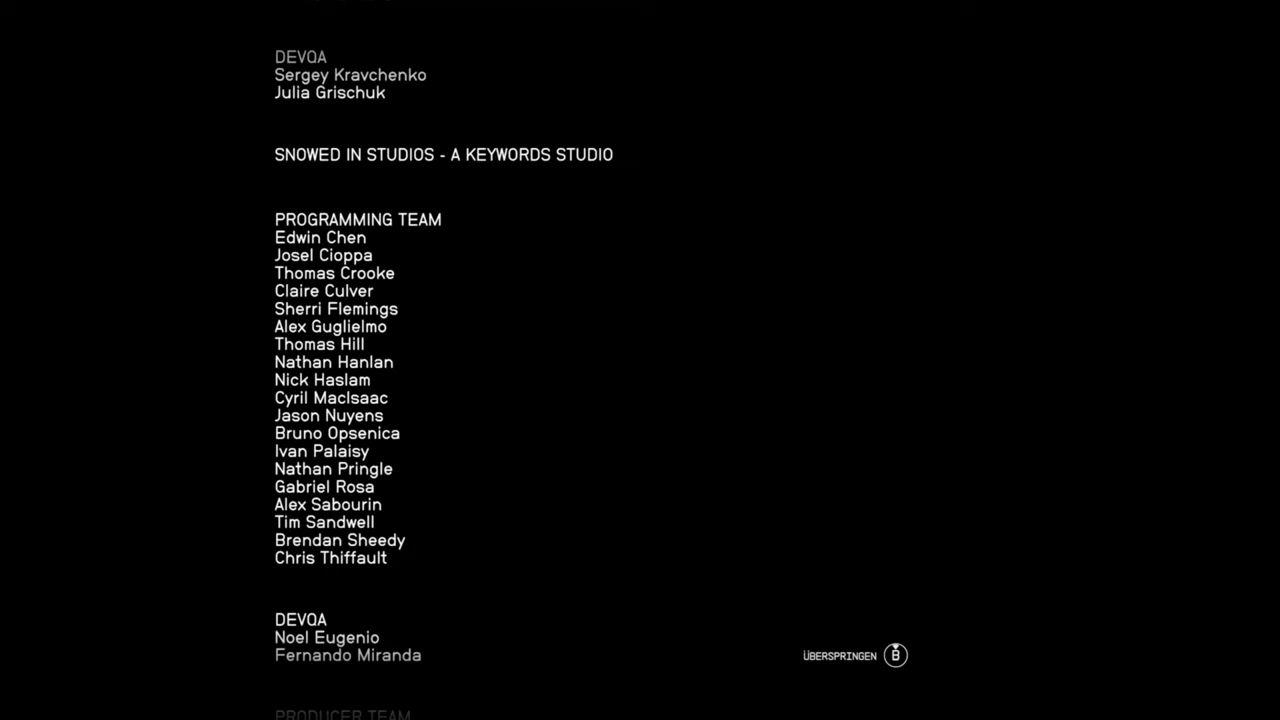 DEVQA
Sergey Kravchenko
Julia Grischuk
SNOWED IN STUDIOS - A KEYWORDS STUDIO
PROGRAMMING TEAM
Edwin Chen
Josel Cioppa
Thomas Crooke
Claire Culver
Sherri Flemings
Alex Guglielmo
Thomas Hill
Nathan Hanlan
Nick Haslam
Cyril MacIsaac
Jason Nuyens
Bruno Opsenica
Ivan Palaisy
Nathan Pringle
Gabriel Rosa
Alex Sabourin
Tim Sandwell
Brendan Sheedy
Chris Thiffault
DEVQA
Noel Eugenio
Fernando Miranda
ÜBERSPRINGEN B
PRODUCER TEAM